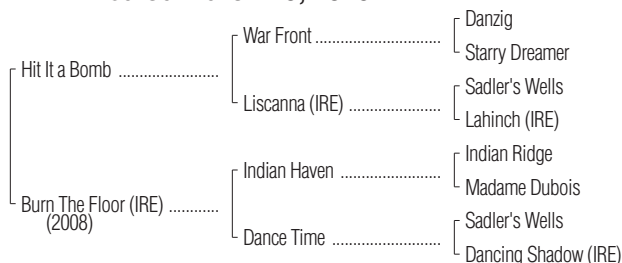 War Front ................................
Danzig
Starry Dreamer
Hit It a Bomb .........................
Liscanna (IRE) .......................
Sadler's Wells
Lahinch (IRE)
Indian Haven .........................
Indian Ridge
Madame Dubois
Burn The Floor (IRE) ............
(2008)
Dance Time ...........................
Sadler's Wells
Dancing Shadow (IRE)